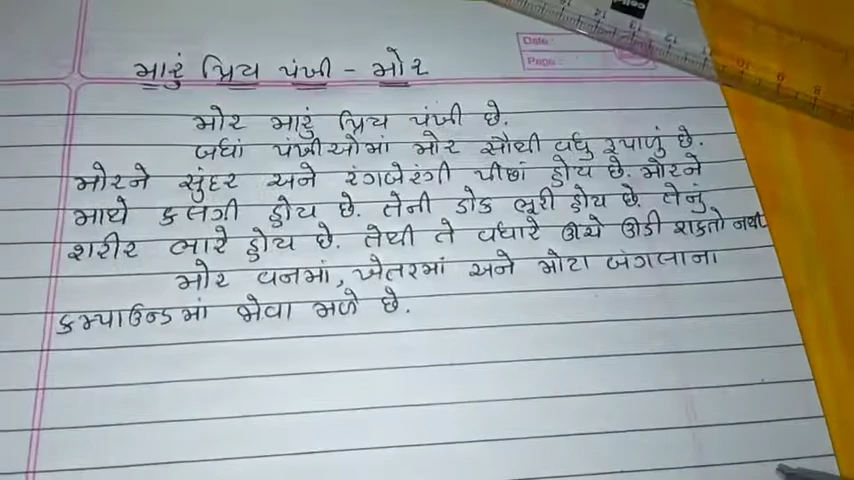 Date:
Page:
મારું પ્રિય પંખી - મોર
મોર મારું પ્રિય પંખી છે.
બધાં પંખીઓમાં મોર સૌથી વધુ રૂપાળું છે.
મોરને સુંદર અને રંગબેરંગી પીછાં હોય છે. મોરને
માથે કલગી હોય છે. તેની ડોક ભૂરી હોય છે. તેનું
શરીર ભારે હોય છે. તેથી તે વધારે ઊંચે ઊડી શકતો નથી
મોર વનમાં, ખેતરમાં અને મોટા બંગલાના
કમ્પાઉન્ડમાં જોવા મળે છે.